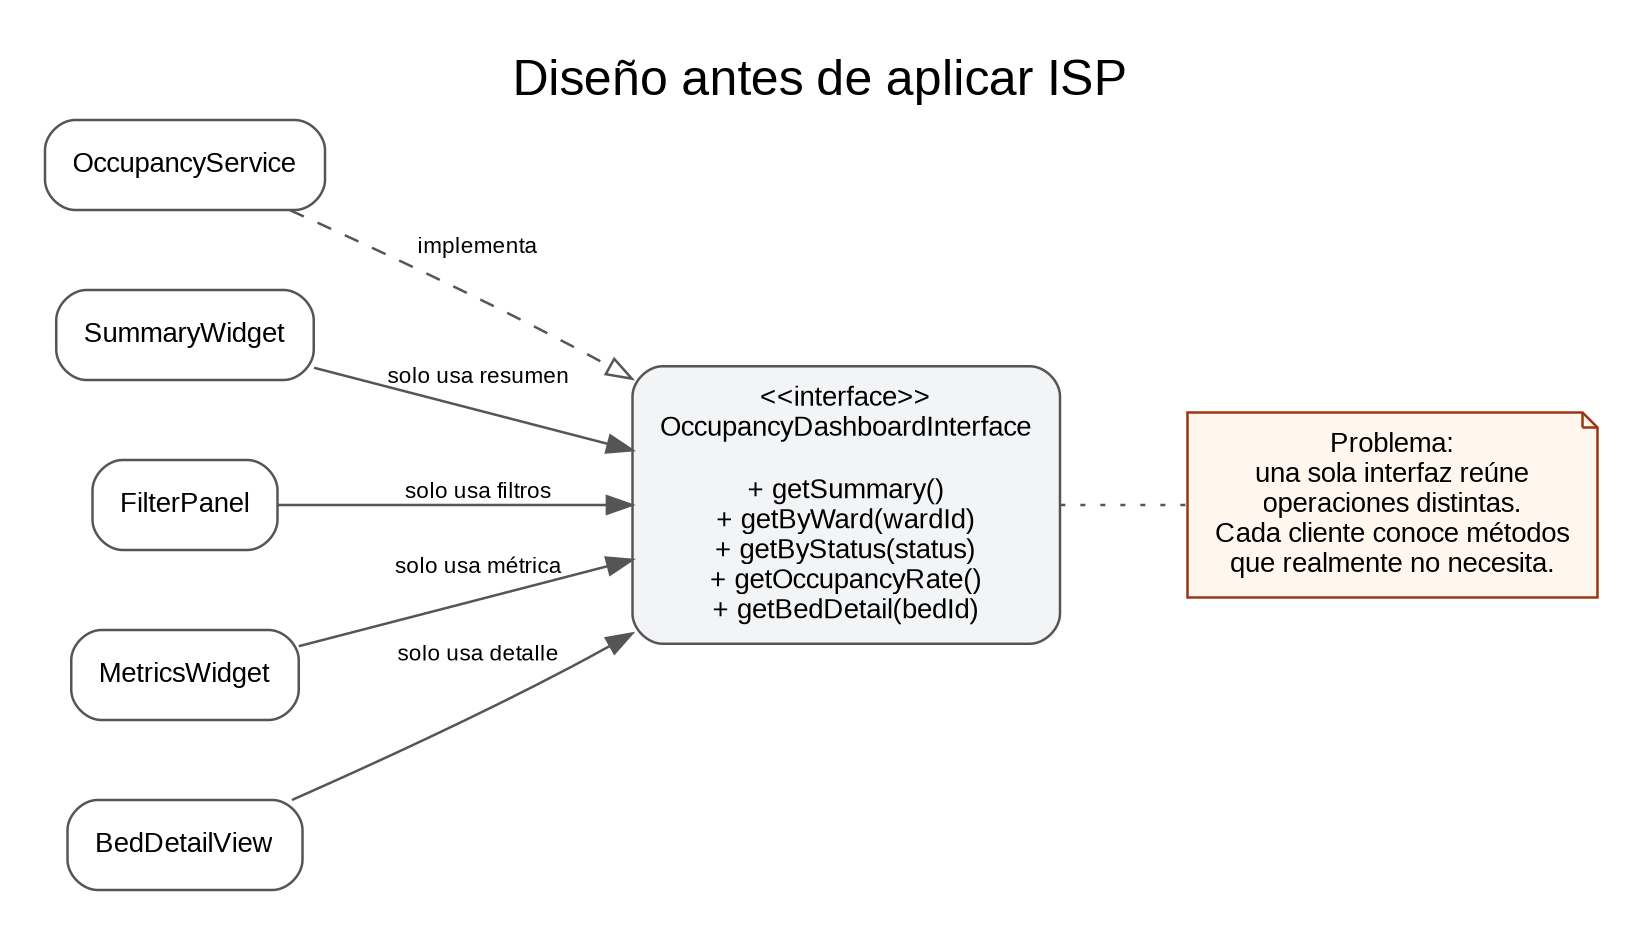 Diseño antes de aplicar ISP
OccupancyService
implementa
SummaryWidget
solo usa resumen
FilterPanel
solo usa filtros
MetricsWidget
solo usa métrica
BedDetailView
solo usa detalle
<<interface>>
OccupancyDashboardInterface
+ getSummary()
+ getByWard(wardId)
+ getByStatus(status)
+ getOccupancyRate()
+ getBedDetail(bedId)
Problema:
una sola interfaz reúne
operaciones distintas.
Cada cliente conoce métodos
que realmente no necesita.